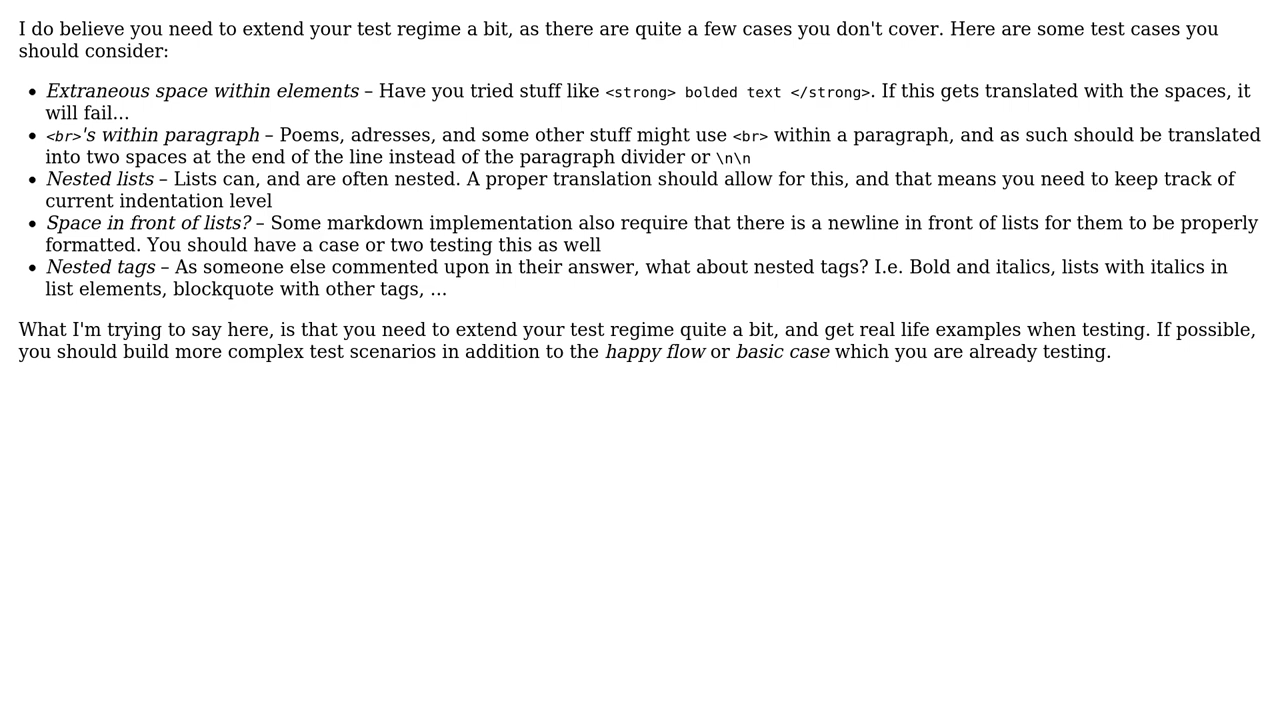 I do believe you need to extend your test regime a bit, as there are quite a few cases you don't cover. Here are some test cases you
should consider:
• Extraneous space within elements – Have you tried stuff like <strong> bolded text </strong>. If this gets translated with the spaces, it
will fail...
• <br>'s within paragraph – Poems, adresses, and some other stuff might use <br> within a paragraph, and as such should be translated
into two spaces at the end of the line instead of the paragraph divider or \n\n
• Nested lists – Lists can, and are often nested. A proper translation should allow for this, and that means you need to keep track of
current indentation level
• Space in front of lists? – Some markdown implementation also require that there is a newline in front of lists for them to be properly
formatted. You should have a case or two testing this as well
• Nested tags – As someone else commented upon in their answer, what about nested tags? I.e. Bold and italics, lists with italics in
list elements, blockquote with other tags, ...
What I'm trying to say here, is that you need to extend your test regime quite a bit, and get real life examples when testing. If possible,
you should build more complex test scenarios in addition to the happy flow or basic case which you are already testing.